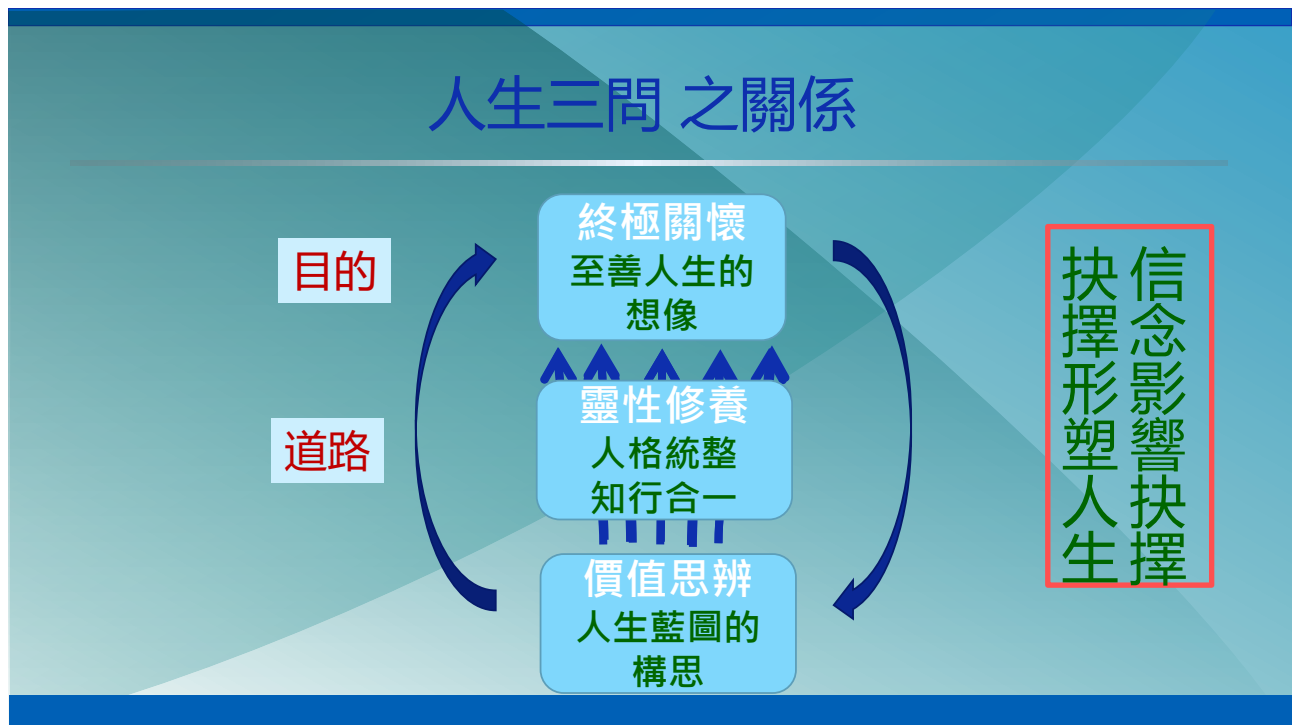 人生三問 之關係
目的
道路
終極關懷
至善人生的
想像
靈性修養
人格統整
知行合一
價值思辨
人生藍圖的
構思
信念影響抉擇
抉擇形塑人生